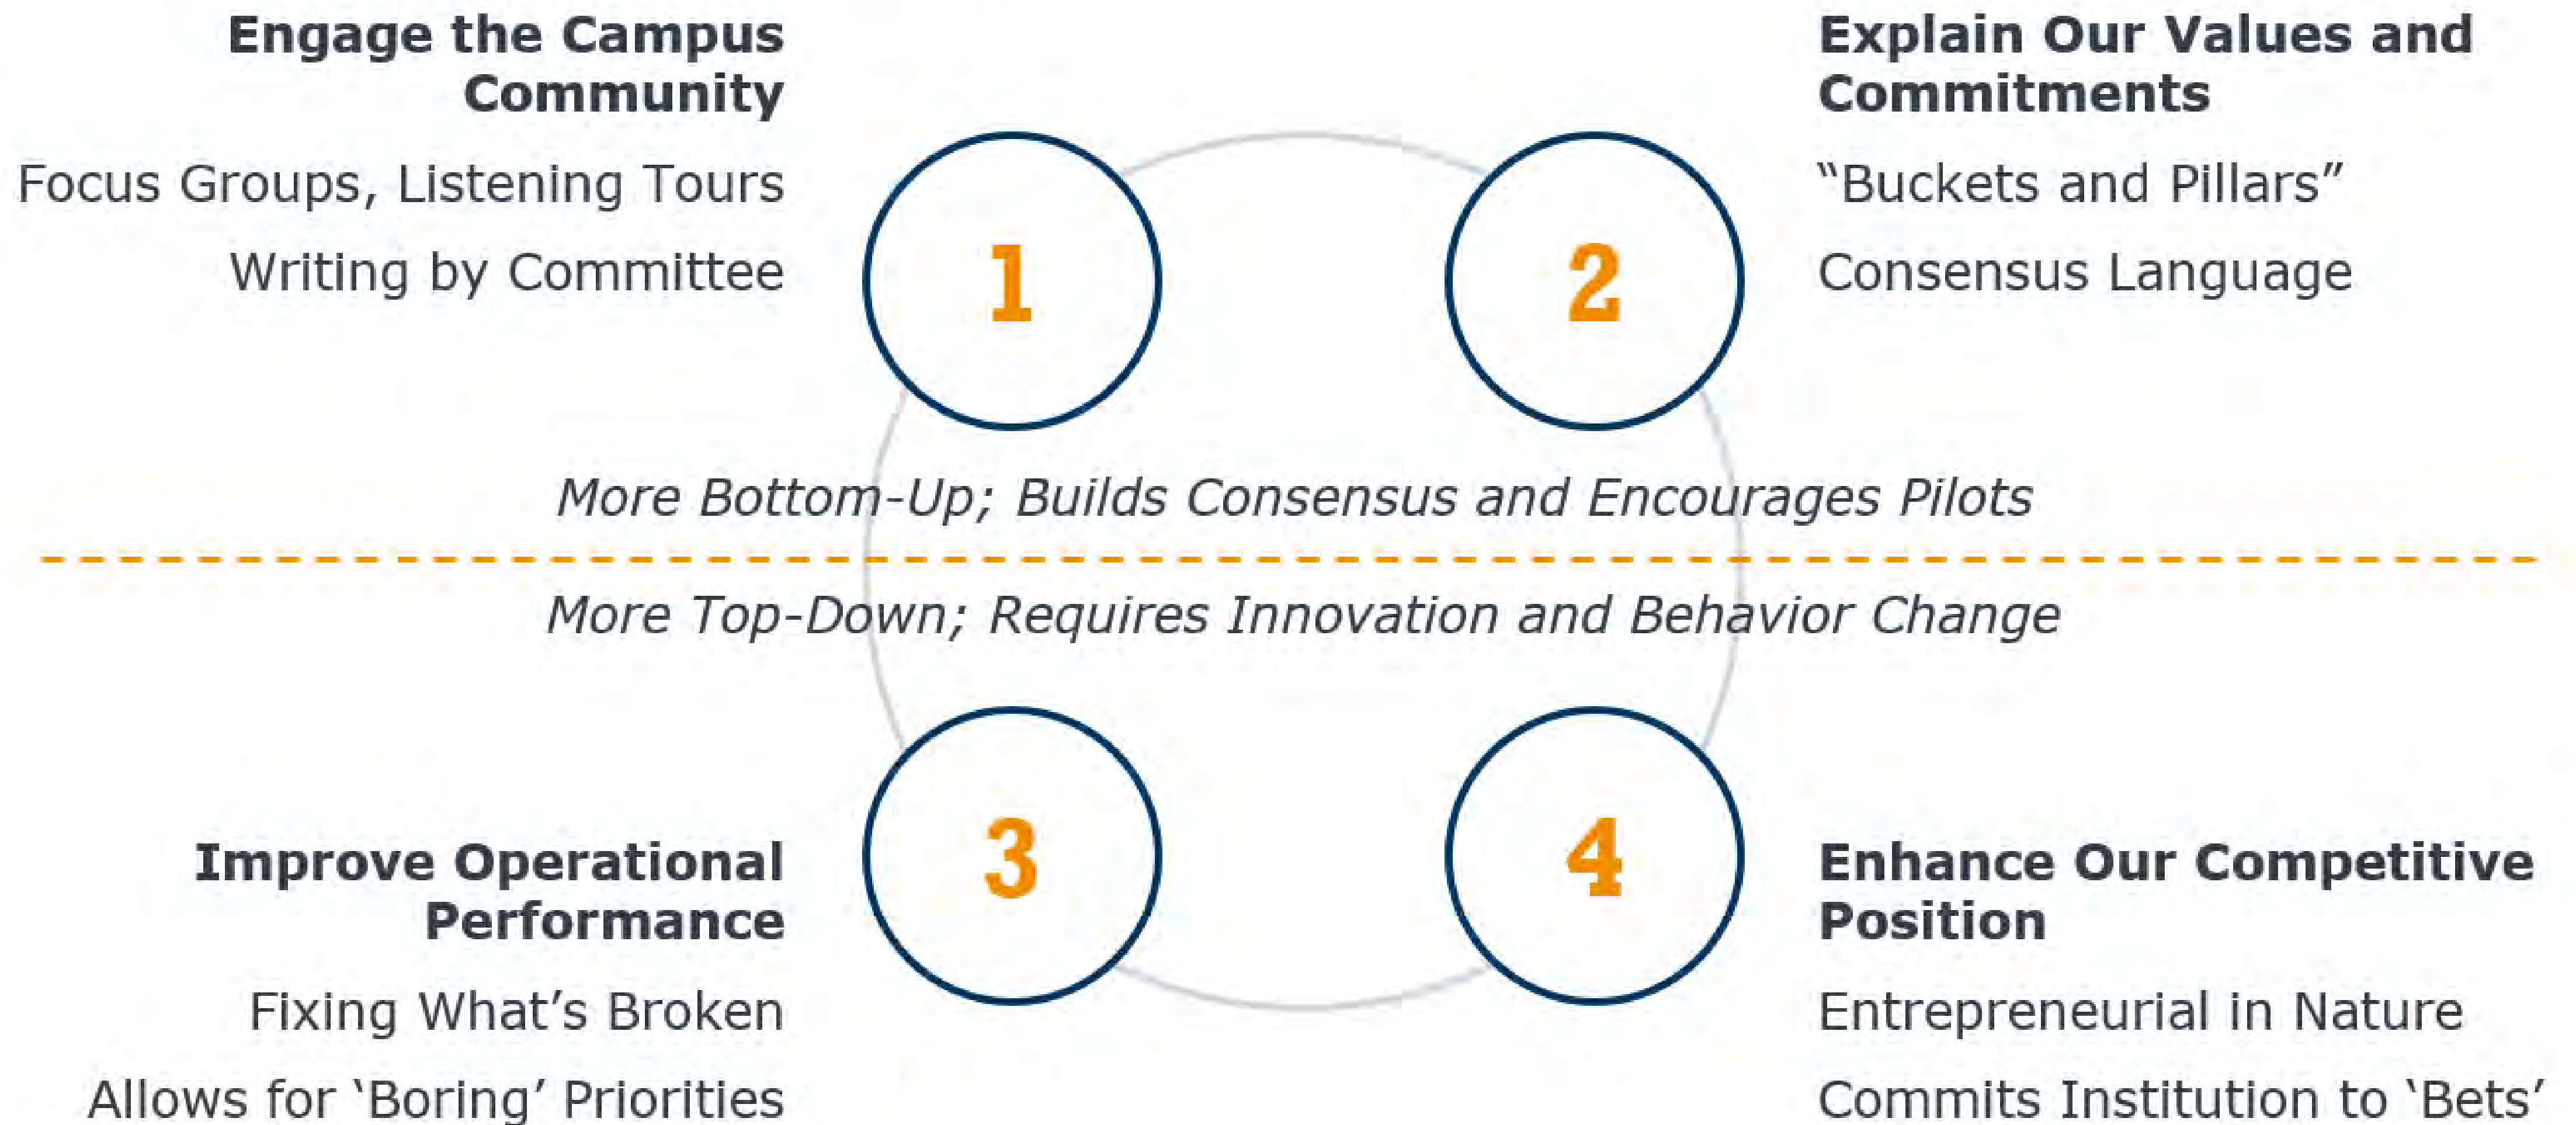 Engage the Campus
Community
Focus Groups, Listening Tours
Writing by Committee
1
2
Explain Our Values and
Commitments
“Buckets and Pillars”
Consensus Language
More Bottom-Up; Builds Consensus and Encourages Pilots
More Top-Down; Requires Innovation and Behavior Change
Improve Operational
Performance
Fixing What’s Broken
Allows for ‘Boring’ Priorities
3
4
Enhance Our Competitive
Position
Entrepreneurial in Nature
Commits Institution to ‘Bets’